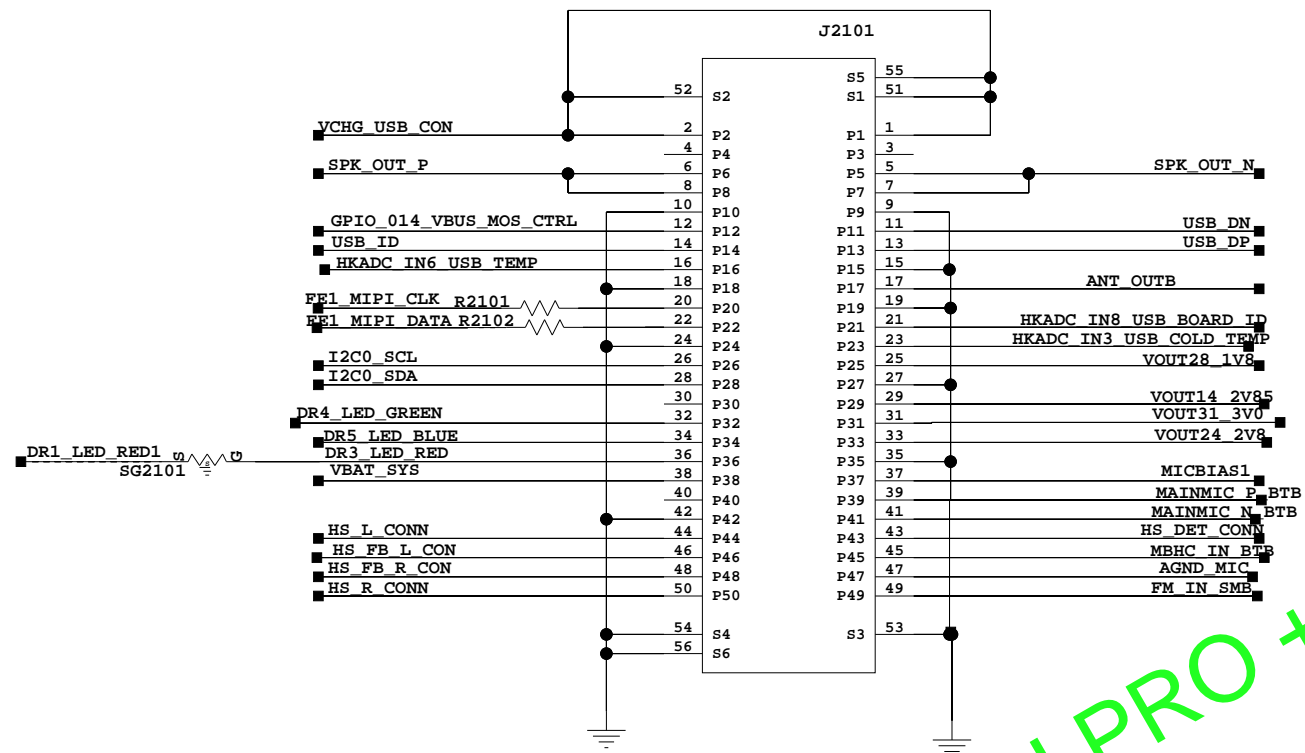 J2101
55
S5
52 S2 S1 51
VCHG_USB_CON 2 P2 P1 1
4 P4 P3 3
SPK_OUT_P 6 P6 P5 5 SPK_OUT_N
8 P8 P7 7
10 P10 P9 9
GPIO_014_VBUS_MOS_CTRL 12 P12 P11 11 USB_DN
USB_ID 14 P14 P13 13 USB_DP
HKADC_IN6_USB_TEMP 16 P16 P15 15
18 P18 P17 17 ANT_OUTB
FE1_MIPI_CLK R2101 20 P20 P19 19
FE1_MIPI_DATA R2102 22 P22 P21 21 HKADC_IN8_USB_BOARD_ID
24 P24 P23 23 HKADC_IN3_USB_COLD_TEMP
I2C0_SCL 26 P26 P25 25 VOUT28_1V8
I2C0_SDA 28 P28 P27 27
30 P30 P29 29 VOUT14_2V85
DR4_LED_GREEN 32 P32 P31 31 VOUT31_3V0
DR5_LED_BLUE 34 P34 P33 33 VOUT24_2V8
DR1_LED_RED1 S S G DR3_LED_RED 36 P36 P35 35
SG2101 VBAT_SYS 38 P38 P37 37 MICBIAS1
40 P40 P39 39 MAINMIC_P_BTB
42 P42 P41 41 MAINMIC_N_BTB
HS_L_CONN 44 P44 P43 43 HS_DET_CONN
HS_FB_L_CON 46 P46 P45 45 MBHC_IN_BTB
HS_FB_R_CON 48 P48 P47 47 AGND_MIC
HS_R_CONN 50 P50 P49 49 FM_IN_SMB
54 S4 S3 53
56 S6
PRO +